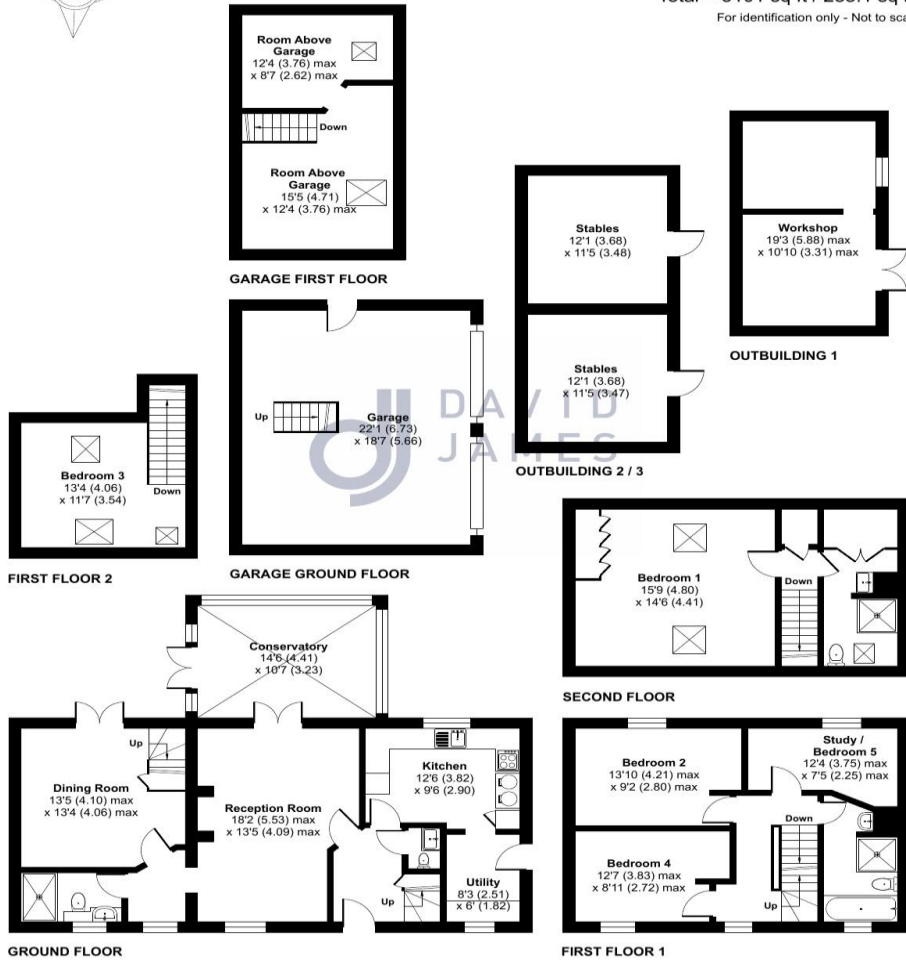 For identification only - Not to sca
Room Above
Garage
12'4 (3.76) max
x 8'7 (2.62) max
Down
Room Above
Garage
15'5 (4.71)
x 12'4 (3.76) max
GARAGE FIRST FLOOR
Stables
12'1 (3.68)
x 11'5 (3.48)
Stables
12'1 (3.68)
x 11'5 (3.47)
OUTBUILDING 2 / 3
Workshop
19'3 (5.88) max
x 10'10 (3.31) max
OUTBUILDING 1
Up
Garage
22'1 (6.73)
x 18'7 (5.66)
GARAGE GROUND FLOOR
DAVID
JAMES
Bedroom 3
13'4 (4.06)
x 11'7 (3.54)
Down
FIRST FLOOR 2
Bedroom 1
15'9 (4.80)
x 14'6 (4.41)
Down
SECOND FLOOR
Conservatory
14'6 (4.41)
x 10'7 (3.23)
Up
Dining Room
13'5 (4.10) max
x 13'4 (4.06) max
Reception Room
18'2 (5.53) max
x 13'5 (4.09) max
Kitchen
12'6 (3.82)
x 9'6 (2.90)
Utility
8'3 (2.51)
x 6' (1.82)
Up
GROUND FLOOR
Bedroom 2
13'10 (4.21) max
x 9'2 (2.80) max
Study /
Bedroom 5
12'4 (3.75) max
x 7'5 (2.25) max
Down
Bedroom 4
12'7 (3.83) max
x 8'11 (2.72) max
Up
FIRST FLOOR 1